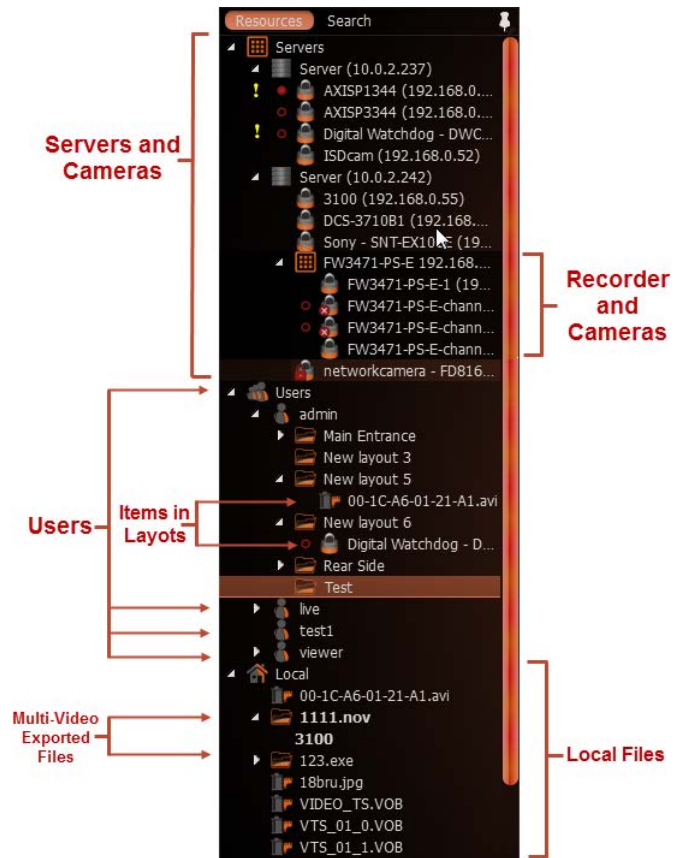 Resources Search
Servers
Server (10.0.2.237)
! AXISP1344 (192.168.0....
AXISP3344 (192.168.0....
! Digital Watchdog - DWC...
ISDcam (192.168.0.52)
Server (10.0.2.242)
3100 (192.168.0.55)
DCS-3710B1 (192.168....
Sony - SNT-EX10 E (19...
FW3471-PS-E 192.168....
FW3471-PS-E-1 (19...
FW3471-PS-E-chann...
FW3471-PS-E-chann...
FW3471-PS-E-chann...
networkcamera - FD816...
Users
admin
Main Entrance
New layout 3
New layout 5
00-1C-A6-01-21-A1.avi
New layout 6
Digital Watchdog - D...
Rear Side
Test
live
test1
viewer
Local
00-1C-A6-01-21-A1.avi
1111.nov
3100
123.exe
18bru.jpg
VIDEO_TS.VOB
VTS_01_0.VOB
VTS_01_1.VOB
Servers and
Cameras
Recorder
and
Cameras
Users
Items in
Layots
Multi-Video
Exported
Files
Local Files